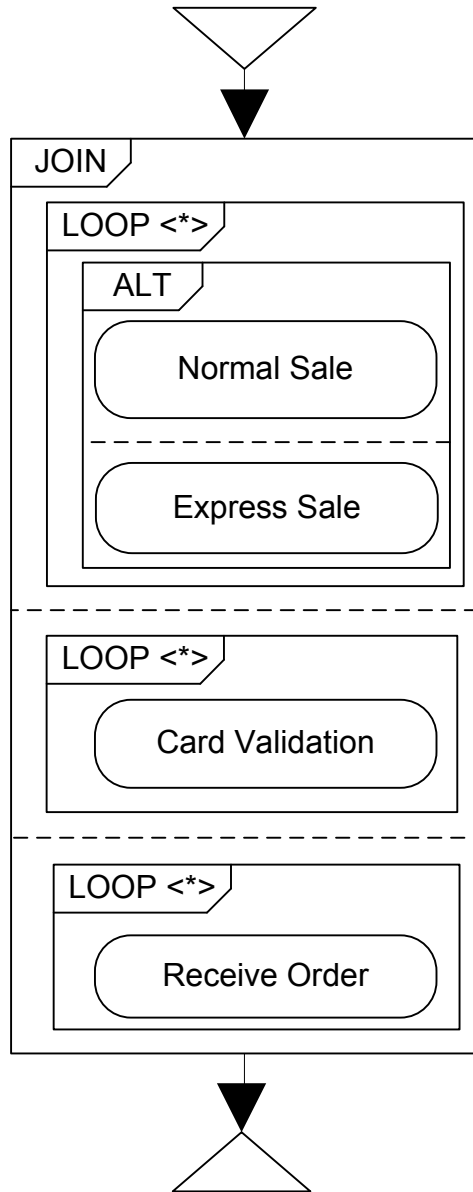 JOIN
LOOP <*>
ALT
Normal Sale
Express Sale
LOOP <*>
Card Validation
LOOP <*>
Receive Order